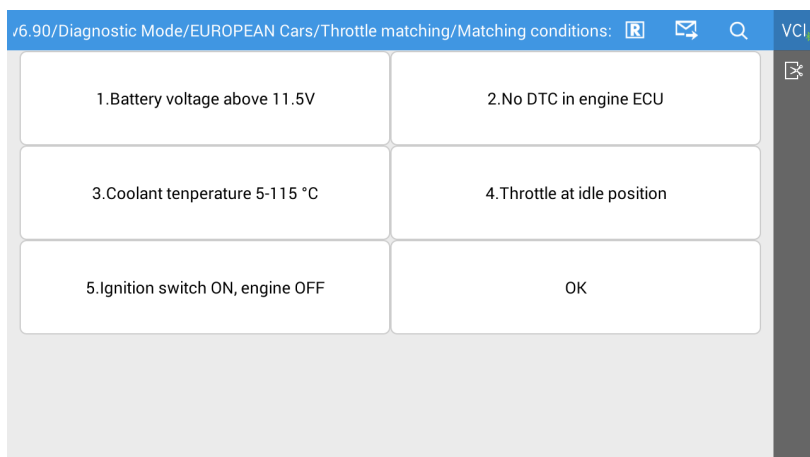 v6.90/Diagnostic Mode/EUROPEAN Cars/Throttle matching/Matching conditions:
R
VCI
1.Battery voltage above 11.5V
2.No DTC in engine ECU
3.Coolant tenperature 5-115 °C
4.Throttle at idle position
5.Ignition switch ON, engine OFF
OK